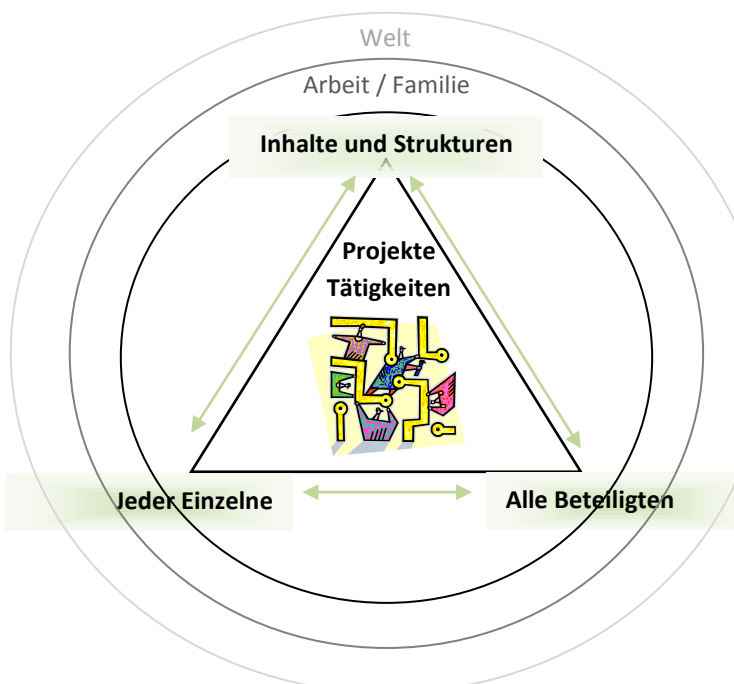 Welt
Arbeit / Familie
Inhalte und Strukturen
Projekte
Tätigkeiten
Jeder Einzelne
Alle Beteiligten